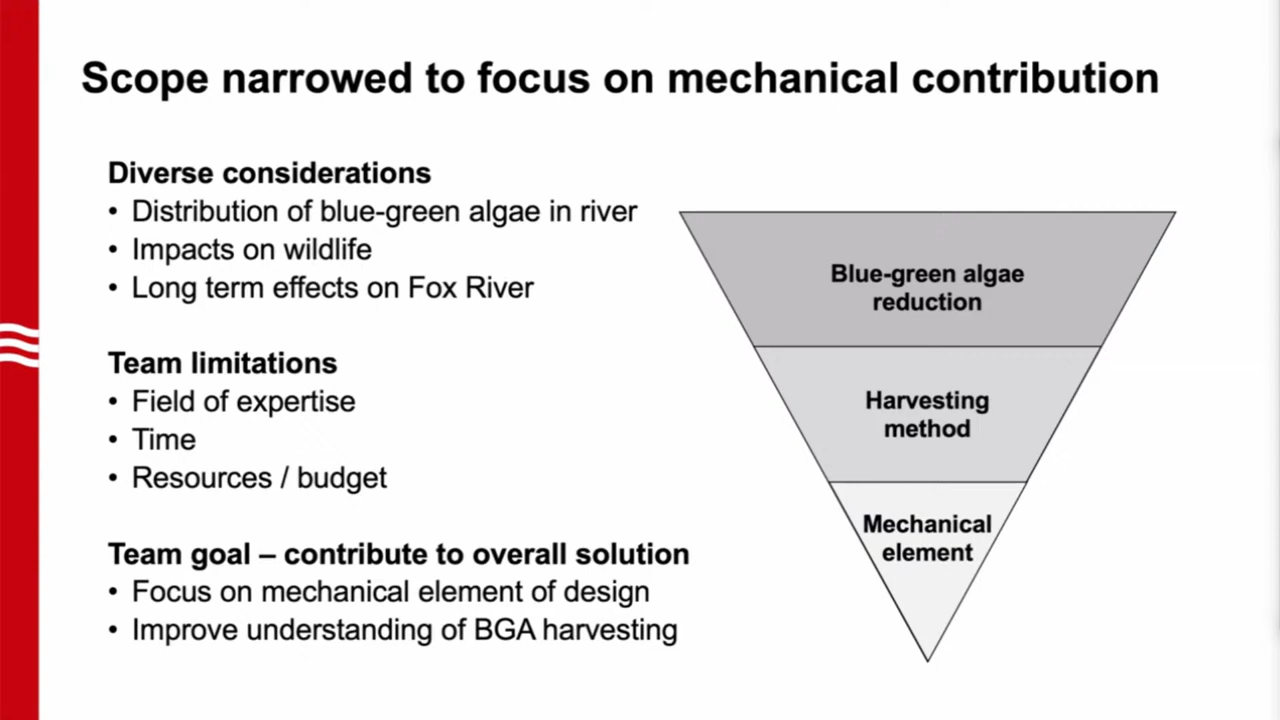 Scope narrowed to focus on mechanical contribution
Diverse considerations
• Distribution of blue-green algae in river
• Impacts on wildlife
• Long term effects on Fox River
Team limitations
• Field of expertise
• Time
• Resources / budget
Team goal – contribute to overall solution
• Focus on mechanical element of design
• Improve understanding of BGA harvesting
Blue-green algae
reduction
Harvesting
method
Mechanical
element